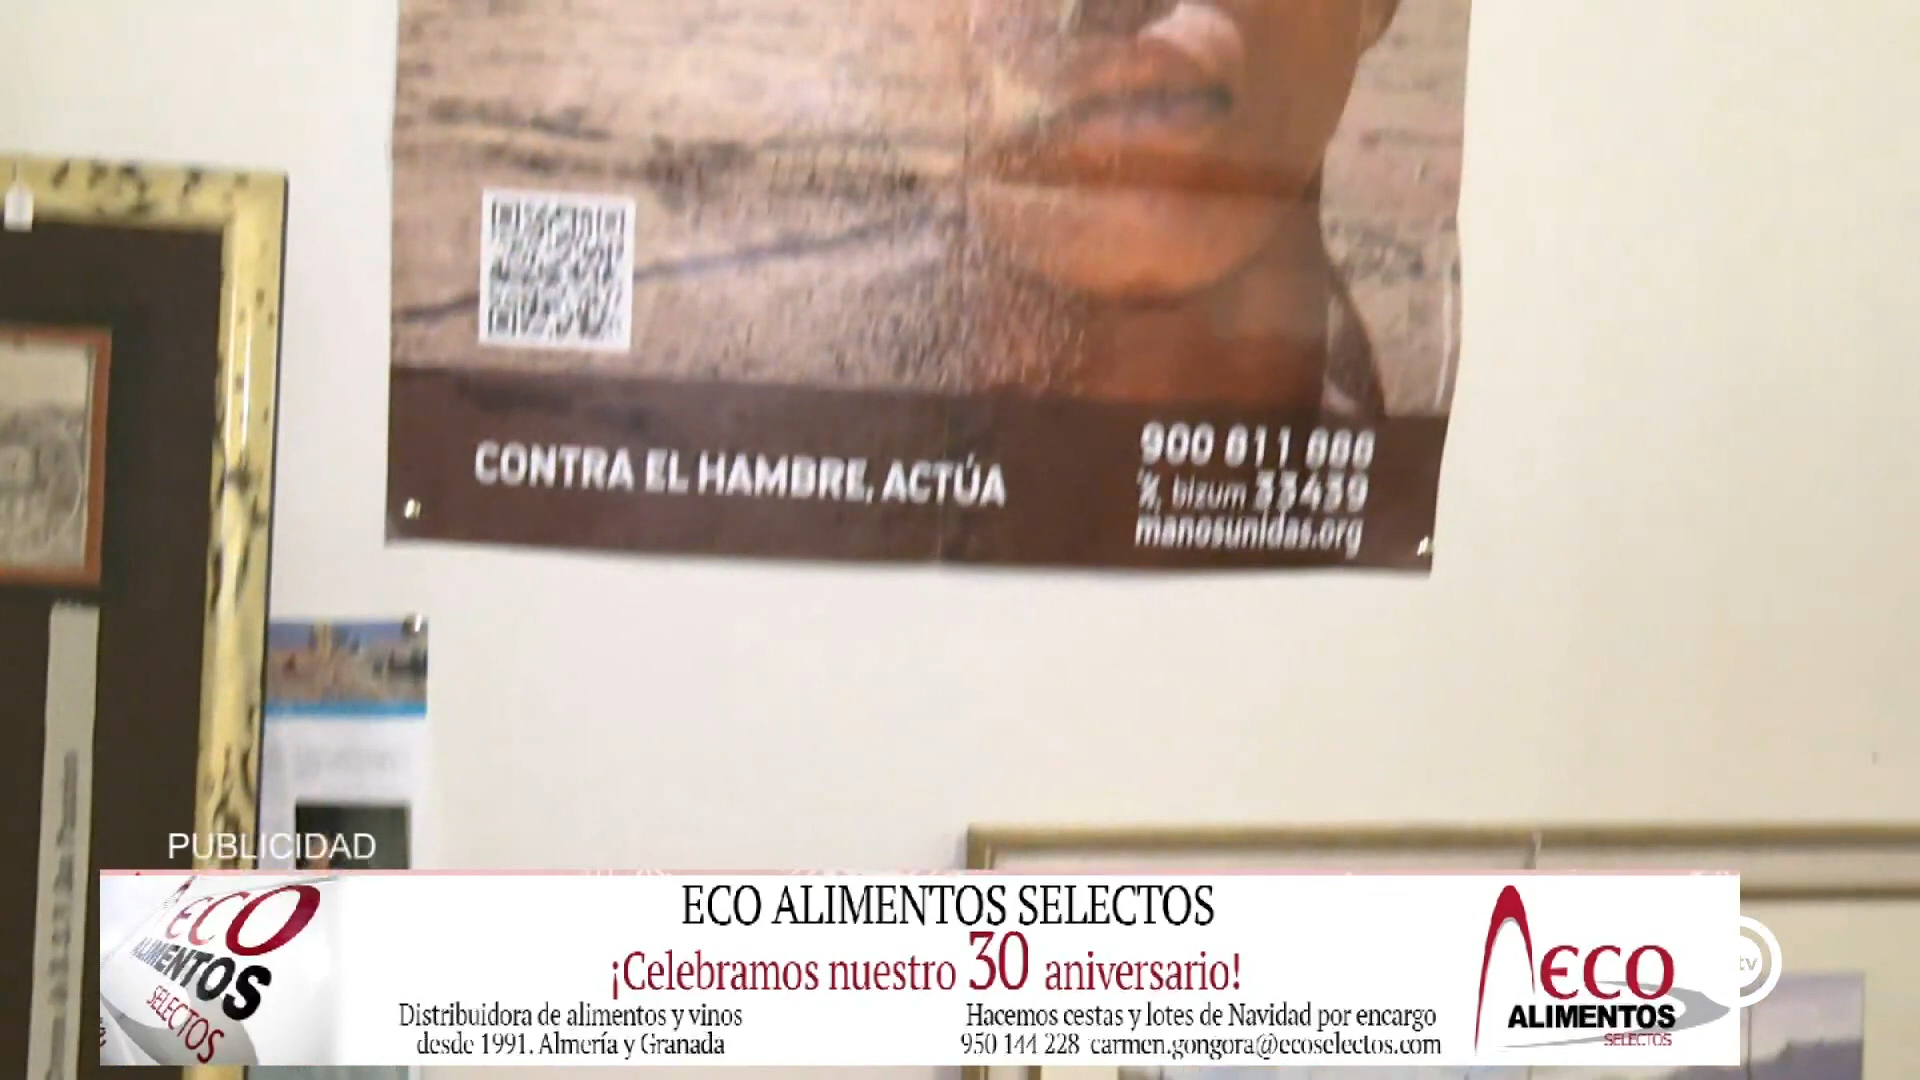 CONTRA EL HAMBRE, ACTÚA
900 811 888
bizum 33439
manosunidas.org
PUBLICIDAD
ECO
ALIMENTOS
SELECTOS
ECO ALIMENTOS SELECTOS
¡Celebramos nuestro 30 aniversario!
Distribuidora de alimentos y vinos
desde 1991. Almería y Granada
Hacemos cestas y lotes de Navidad por encargo
950 144 228 carmen.gongora@ecoselectos.com
ECO
ALIMENTOS
SELECTOS
tv